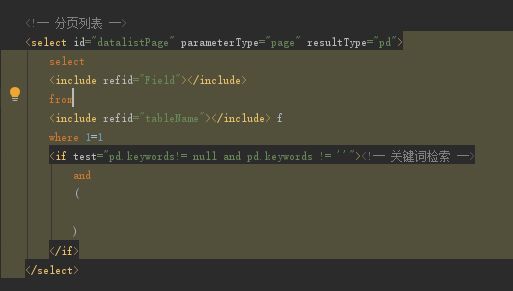 <!-- 分页列表 -->
<select id="datalistPage" parameterType="page" resultType="pd">
select
<include refid="Field"></include>
from
<include refid="tableName"></include> f
where 1=1
<if test="pd.keywords!= null and pd.keywords != ''"><!-- 关键词检索 -->
and
(
)
</if>
</select>